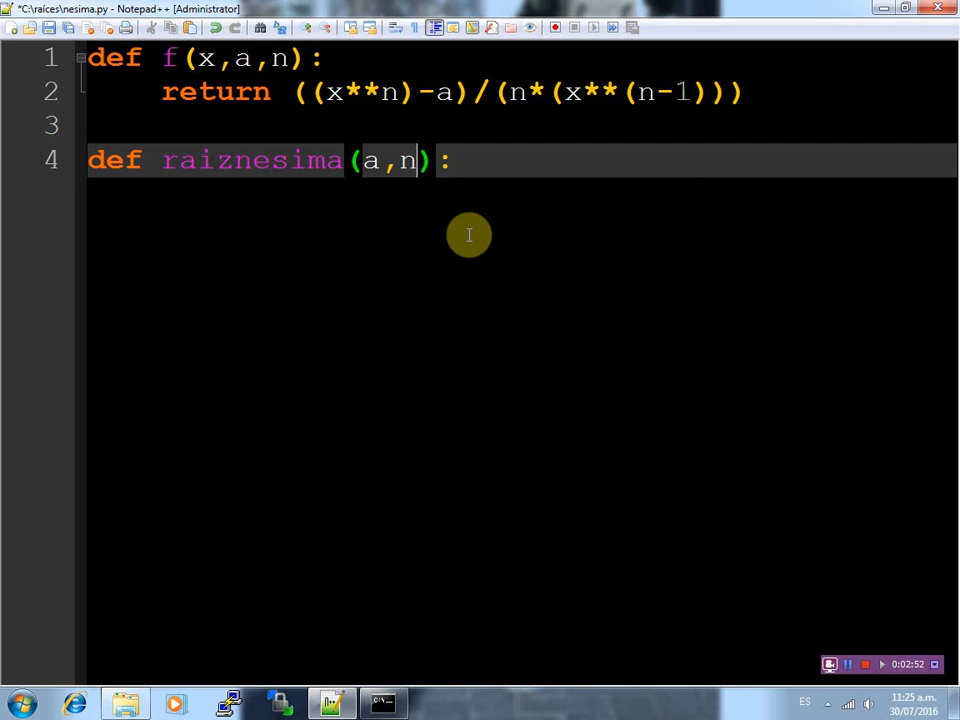 *C:\raíces\nesima.py - Notepad++ [Administrator]
1 def f(x,a,n):
2 return ((x**n)-a)/(n*(x**(n-1)))
3
4 def raiznesima(a,n):
0:02:52
ES
11:25 a.m.
30/07/2016